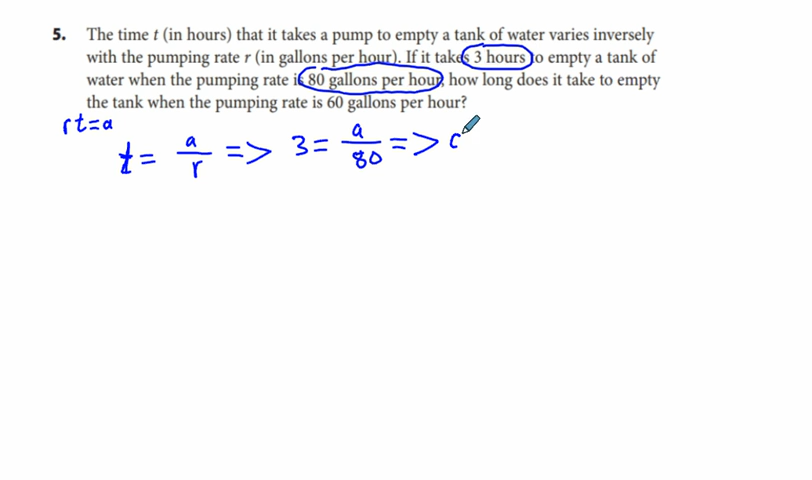 5. The time t (in hours) that it takes a pump to empty a tank of water varies inversely
with the pumping rate r (in gallons per hour). If it takes 3 hours to empty a tank of
water when the pumping rate is 80 gallons per hour, how long does it take to empty
the tank when the pumping rate is 60 gallons per hour?
rt=a
t = a/r => 3 = a/80 =>